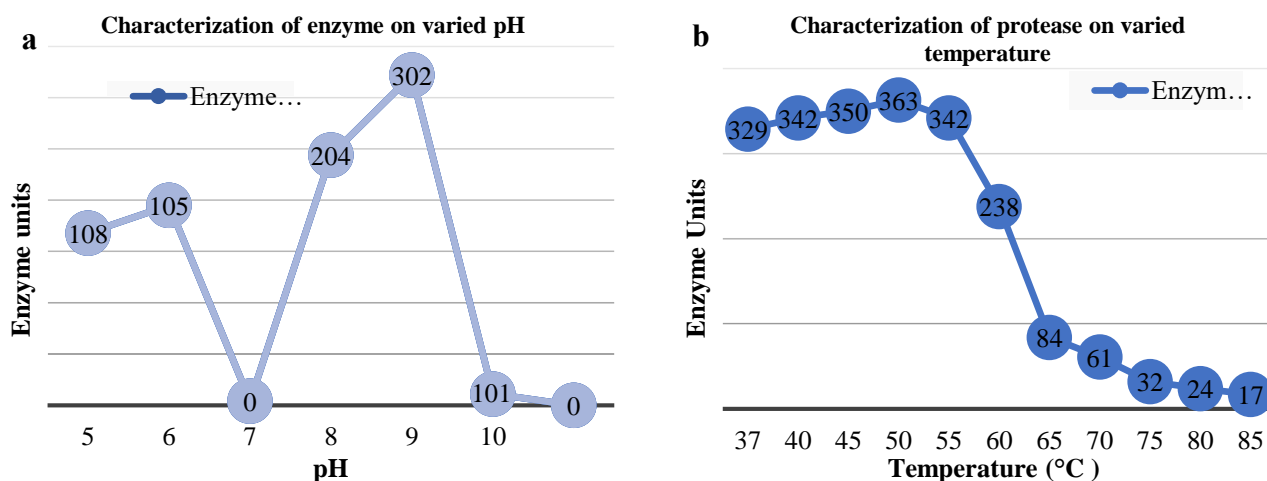 a
Characterization of enzyme on varied pH
Enzyme…
302
204
105
108
0
101
0
Enzyme units
5 6 7 8 9 10
pH
b
Characterization of protease on varied
temperature
Enzym…
329 342 350 363 342
238
84
61
32
24
17
Enzyme Units
37 40 45 50 55 60 65 70 75 80 85
Temperature (°C )